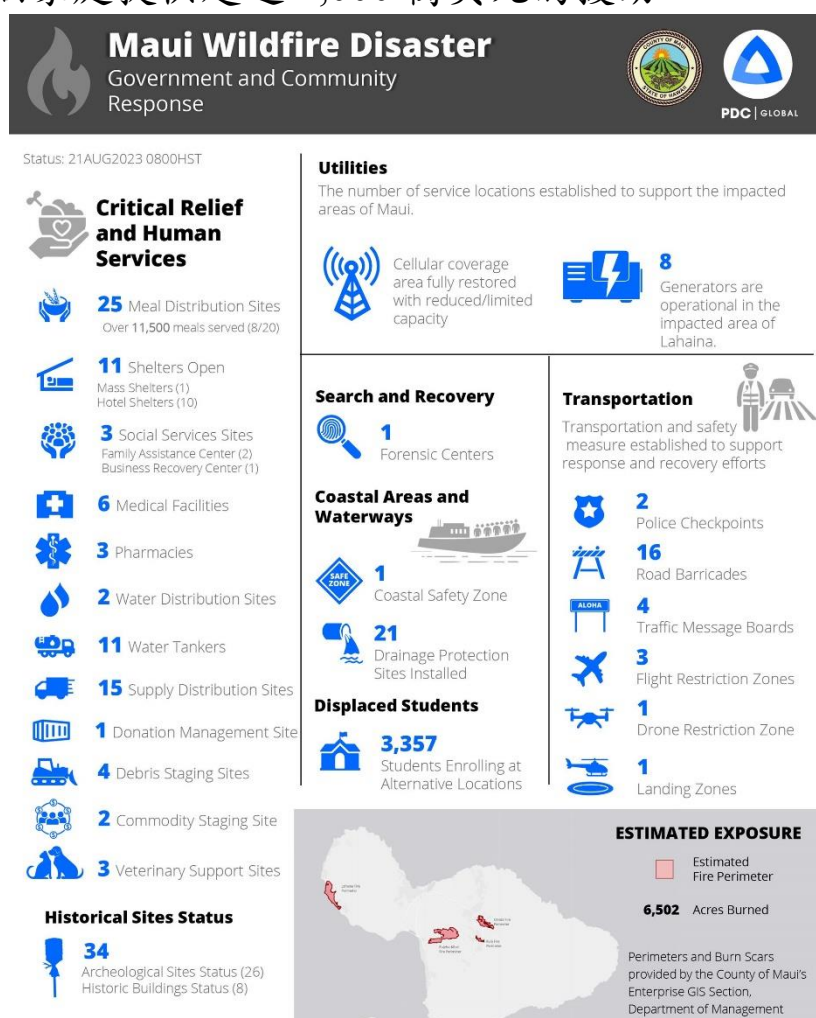 Maui Wildfire Disaster
Government and Community
Response
PDC | GLOBAL
Status: 21AUG2023 0800HST
Critical Relief
and Human
Services
25 Meal Distribution Sites
Over 11,500 meals served (8/20)
11 Shelters Open
Mass Shelters (1)
Hotel Shelters (10)
3 Social Services Sites
Family Assistance Center (2)
Business Recovery Center (1)
6 Medical Facilities
3 Pharmacies
2 Water Distribution Sites
11 Water Tankers
15 Supply Distribution Sites
1 Donation Management Site
4 Debris Staging Sites
2 Commodity Staging Site
3 Veterinary Support Sites
Historical Sites Status
34
Archeological Sites Status (26)
Historic Buildings Status (8)
Utilities
The number of service locations established to support the impacted
areas of Maui.
Cellular coverage
area fully restored
with reduced/limited
capacity
8
Generators are
operational in the
impacted area of
Lahaina.
Search and Recovery
1
Forensic Centers
Coastal Areas and
Waterways
SAFE
ZONE
1
Coastal Safety Zone
21
Drainage Protection
Sites Installed
Displaced Students
3,357
Students Enrolling at
Alternative Locations
Transportation
Transportation and safety
measure established to support
response and recovery efforts
2
Police Checkpoints
16
Road Barricades
ALOHA
4
Traffic Message Boards
3
Flight Restriction Zones
1
Drone Restriction Zone
1
Landing Zones
ESTIMATED EXPOSURE
Estimated
Fire Perimeter
6,502 Acres Burned
Perimeters and Burn Scars
provided by the County of Maui's
Enterprise GIS Section,
Department of Management